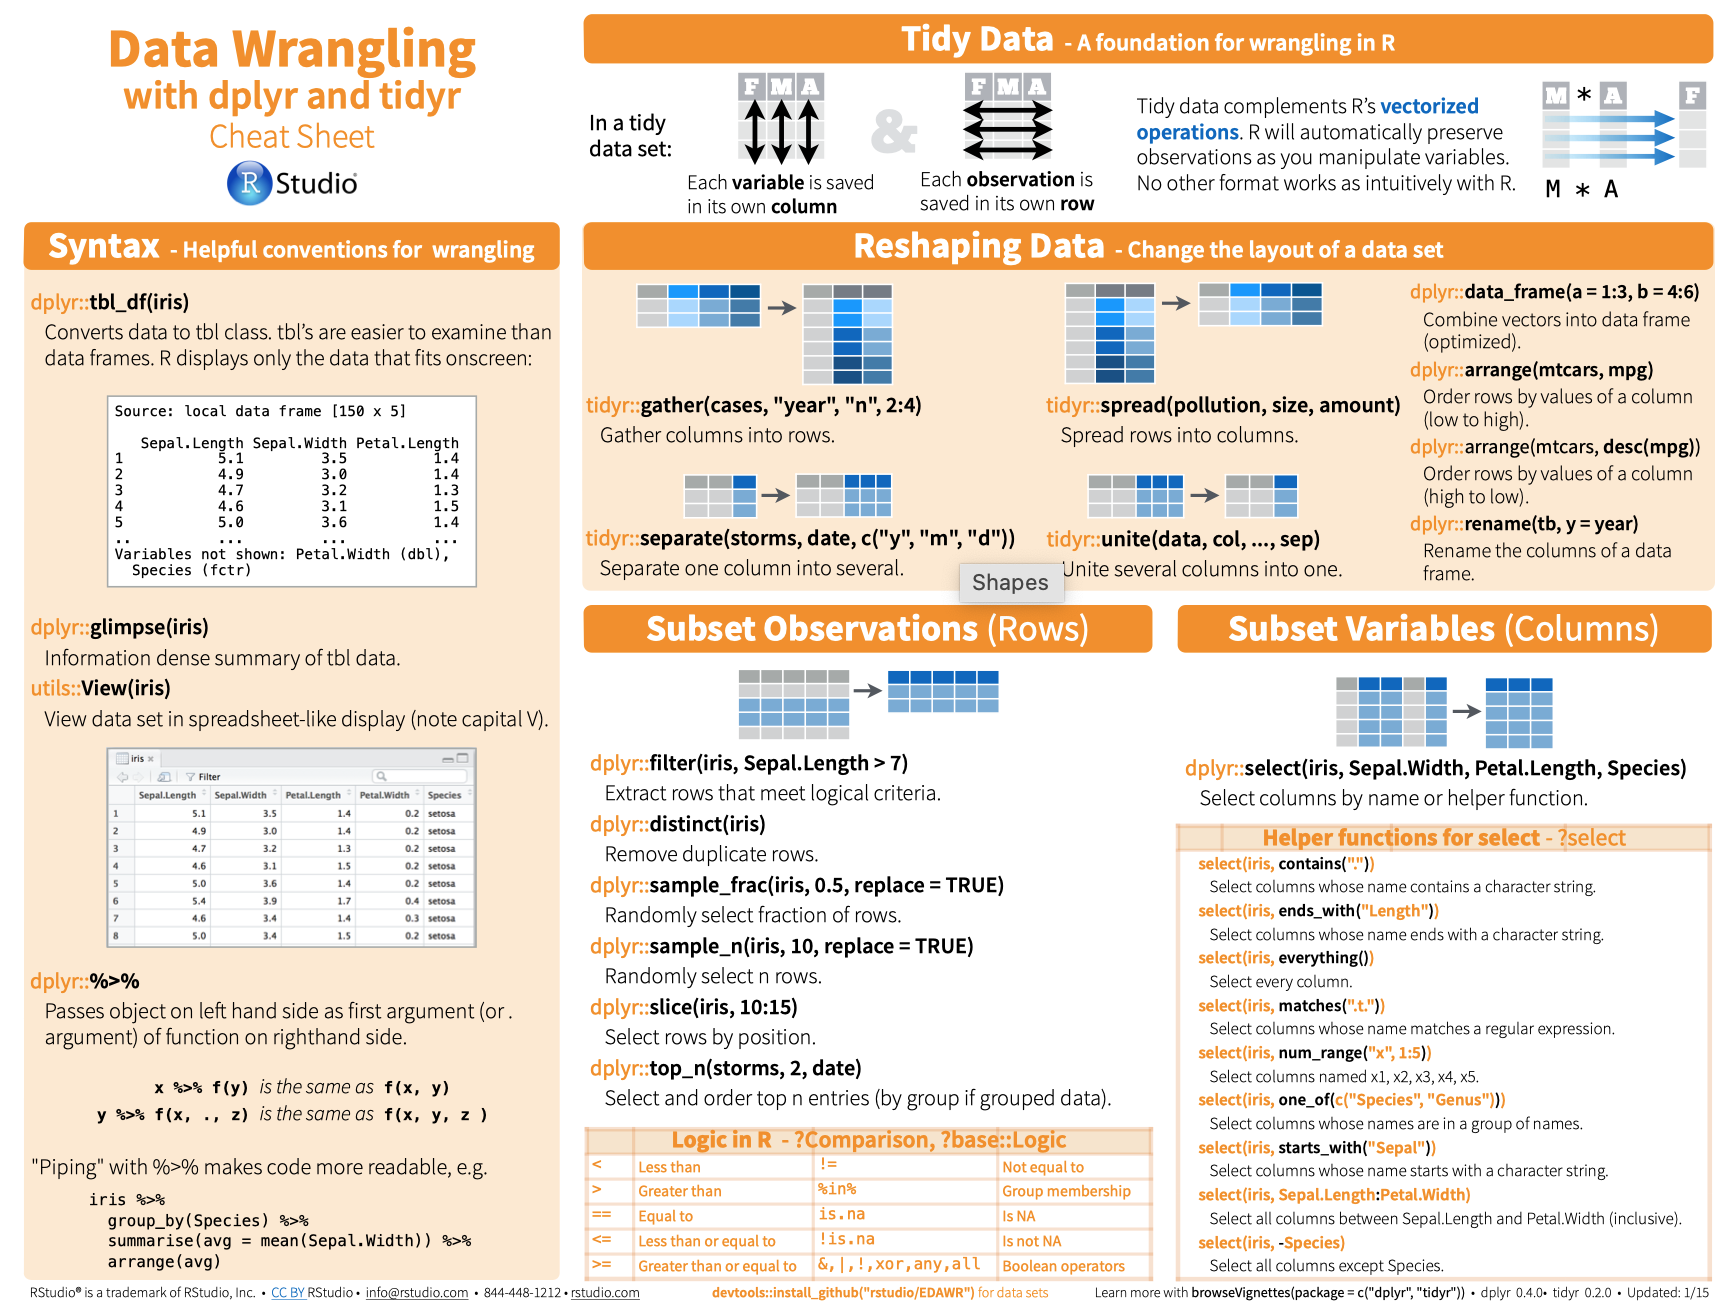 Data Wrangling
with dplyr and tidyr
Cheat Sheet
R Studio®
Tidy Data - A foundation for wrangling in R
In a tidy
data set:
F M A
Each variable is saved
in its own column
&
F M A
Each observation is
saved in its own row
Tidy data complements R’s vectorized
operations. R will automatically preserve
observations as you manipulate variables.
No other format works as intuitively with R.
M * A F
M * A
Syntax - Helpful conventions for wrangling
dplyr::tbl_df(iris)
Converts data to tbl class. tbl’s are easier to examine than
data frames. R displays only the data that fits onscreen:
Source: local data frame [150 x 5]
Sepal.Length Sepal.Width Petal.Length
1 5.1 3.5 1.4
2 4.9 3.0 1.4
3 4.7 3.2 1.3
4 4.6 3.1 1.5
5 5.0 3.6 1.4
.. ... ... ...
Variables not shown: Petal.Width (dbl),
Species (fctr)
dplyr::glimpse(iris)
Information dense summary of tbl data.
utils::View(iris)
View data set in spreadsheet-like display (note capital V).
iris ×
Filter
Sepal.Length Sepal.Width Petal.Length Petal.Width Species
1 5.1 3.5 1.4 0.2 setosa
2 4.9 3.0 1.4 0.2 setosa
3 4.7 3.2 1.3 0.2 setosa
4 4.6 3.1 1.5 0.2 setosa
5 5.0 3.6 1.4 0.2 setosa
6 5.4 3.9 1.7 0.4 setosa
7 4.6 3.4 1.4 0.3 setosa
8 5.0 3.4 1.5 0.2 setosa
dplyr::%>%
Passes object on left hand side as first argument (or .
argument) of function on righthand side.
x %>% f(y) is the same as f(x, y)
y %>% f(x, ., z) is the same as f(x, y, z )
"Piping" with %>% makes code more readable, e.g.
iris %>%
group_by(Species) %>%
summarise(avg = mean(Sepal.Width)) %>%
arrange(avg)
Reshaping Data - Change the layout of a data set
tidyr::gather(cases, "year", "n", 2:4)
Gather columns into rows.
tidyr::spread(pollution, size, amount)
Spread rows into columns.
tidyr::separate(storms, date, c("y", "m", "d"))
Separate one column into several.
tidyr::unite(data, col, ..., sep)
Unite several columns into one.
Shapes
dplyr::data_frame(a = 1:3, b = 4:6)
Combine vectors into data frame
(optimized).
dplyr::arrange(mtcars, mpg)
Order rows by values of a column
(low to high).
dplyr::arrange(mtcars, desc(mpg))
Order rows by values of a column
(high to low).
dplyr::rename(tb, y = year)
Rename the columns of a data
frame.
Subset Observations (Rows)
dplyr::filter(iris, Sepal.Length > 7)
Extract rows that meet logical criteria.
dplyr::distinct(iris)
Remove duplicate rows.
dplyr::sample_frac(iris, 0.5, replace = TRUE)
Randomly select fraction of rows.
dplyr::sample_n(iris, 10, replace = TRUE)
Randomly select n rows.
dplyr::slice(iris, 10:15)
Select rows by position.
dplyr::top_n(storms, 2, date)
Select and order top n entries (by group if grouped data).
Logic in R - ?Comparison, ?base::Logic
< Less than != Not equal to
> Greater than %in% Group membership
== Equal to is.na Is NA
<= Less than or equal to !is.na Is not NA
>= Greater than or equal to &,|,!,xor,any,all Boolean operators
Subset Variables (Columns)
dplyr::select(iris, Sepal.Width, Petal.Length, Species)
Select columns by name or helper function.
Helper functions for select - ?select
select(iris, contains("."))
Select columns whose name contains a character string.
select(iris, ends_with("Length"))
Select columns whose name ends with a character string.
select(iris, everything())
Select every column.
select(iris, matches(".t."))
Select columns whose name matches a regular expression.
select(iris, num_range("x", 1:5))
Select columns named x1, x2, x3, x4, x5.
select(iris, one_of(c("Species", "Genus")))
Select columns whose names are in a group of names.
select(iris, starts_with("Sepal"))
Select columns whose name starts with a character string.
select(iris, Sepal.Length:Petal.Width)
Select all columns between Sepal.Length and Petal.Width (inclusive).
select(iris, -Species)
Select all columns except Species.
RStudio® is a trademark of RStudio, Inc. • CC BY RStudio • info@rstudio.com • 844-448-1212 • rstudio.com
devtools::install_github("rstudio/EDAWR") for data sets
Learn more with browseVignettes(package = c("dplyr", "tidyr")) • dplyr 0.4.0• tidyr 0.2.0 • Updated: 1/15